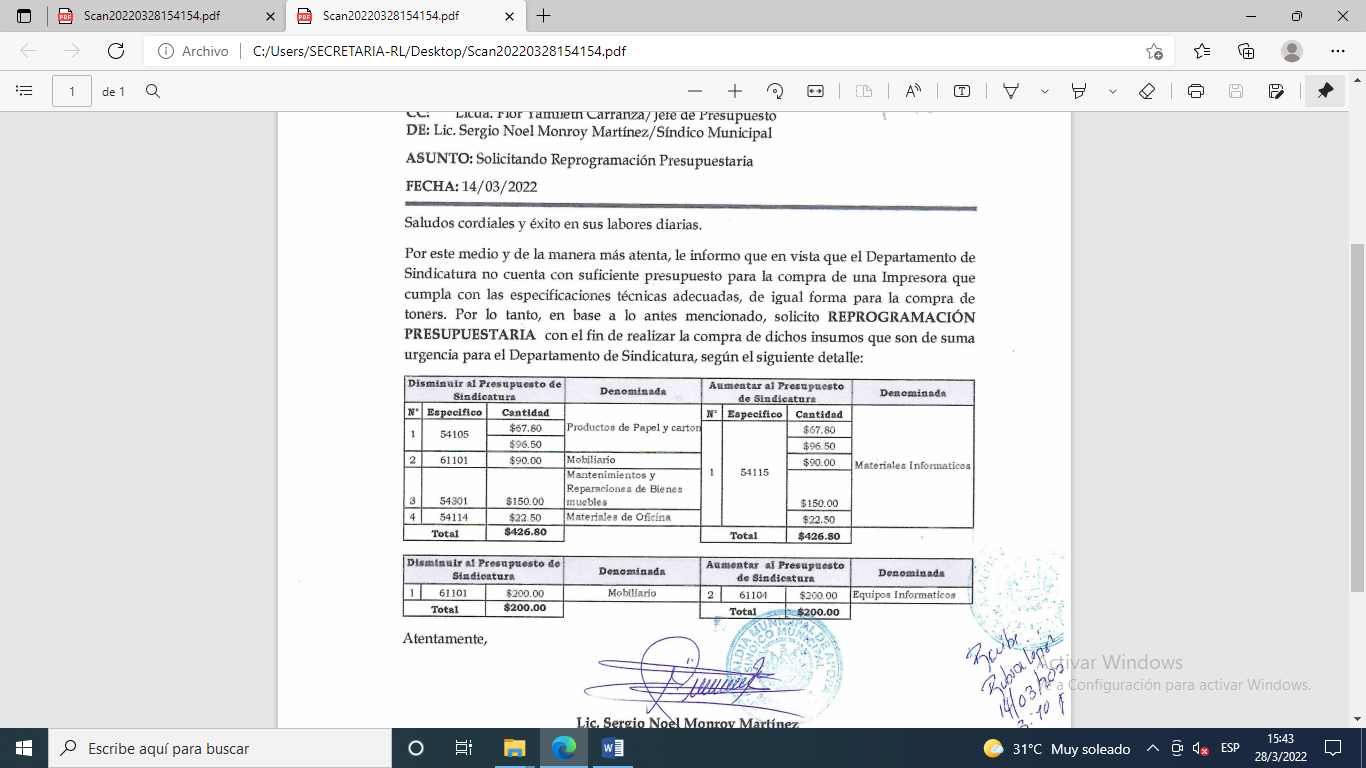 Scan20220328154154.pdf
Scan20220328154154.pdf
Archivo
C:/Users/SECRETARIA-RL/Desktop/Scan20220328154154.pdf
1 de 1
CC: Licda. Flor Yamileth Carranza/Jefe de Presupuesto
DE: Lic. Sergio Noel Monroy Martínez/Síndico Municipal
ASUNTO: Solicitando Reprogramación Presupuestaria
FECHA: 14/03/2022
Saludos cordiales y éxito en sus labores diarias.
Por este medio y de la manera más atenta, le informo que en vista que el Departamento de
Sindicatura no cuenta con suficiente presupuesto para la compra de una Impresora que
cumpla con las especificaciones técnicas adecuadas, de igual forma para la compra de
toners. Por lo tanto, en base a lo antes mencionado, solicito REPROGRAMACIÓN
PRESUPUESTARIA con el fin de realizar la compra de dichos insumos que son de suma
urgencia para el Departamento de Sindicatura, según el siguiente detalle:
Disminuir al Presupuesto de Sindicatura Denominada Aumentar al Presupuesto de Sindicatura Denominada
N° Especifico Cantidad N° Especifico Cantidad
1 54105 $67.80 Productos de Papel y carton 1 54115 $67.80 Materiales Informaticos
$96.50 $96.50
2 61101 $90.00 Mobiliario $90.00
3 54301 $150.00 Mantenimientos y Reparaciones de Bienes muebles $150.00
4 54114 $22.50 Materiales de Oficina $22.50
Total $426.80 Total $426.80
Disminuir al Presupuesto de Sindicatura Denominada Aumentar al Presupuesto de Sindicatura Denominada
1 61101 $200.00 Mobiliario 2 61104 $200.00 Equipos Informaticos
Total $200.00 Total $200.00
Atentamente,
Lic. Sergio Noel Monroy Martínez
Recibe
14/03/202
3:10 P
Activar Windows
Ve a Configuración para activar Windows.
Escribe aquí para buscar
31°C Muy soleado
ESP
15:43
28/3/2022